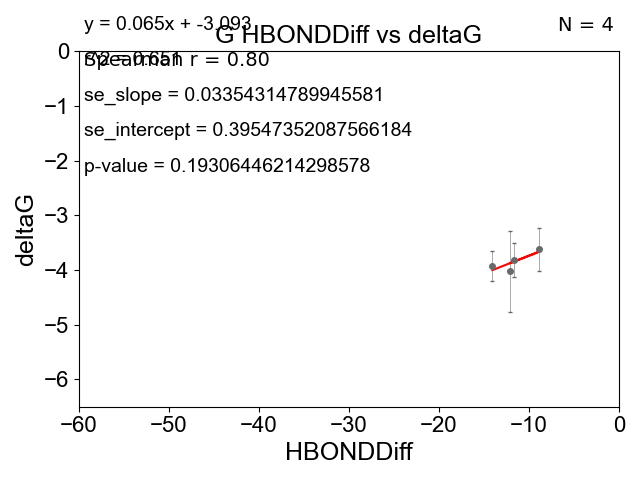 y = 0.065x + -3.093
N = 4
G HBONDDiff vs deltaG
Spearman r = 0.80
se_slope = 0.03354314789945581
se_intercept = 0.39547352087566184
p-value = 0.19306446214298578
0
−1
−2
−3
−4
−5
−6
deltaG
−60
−50
−40
−30
−20
−10
0
HBONDDiff